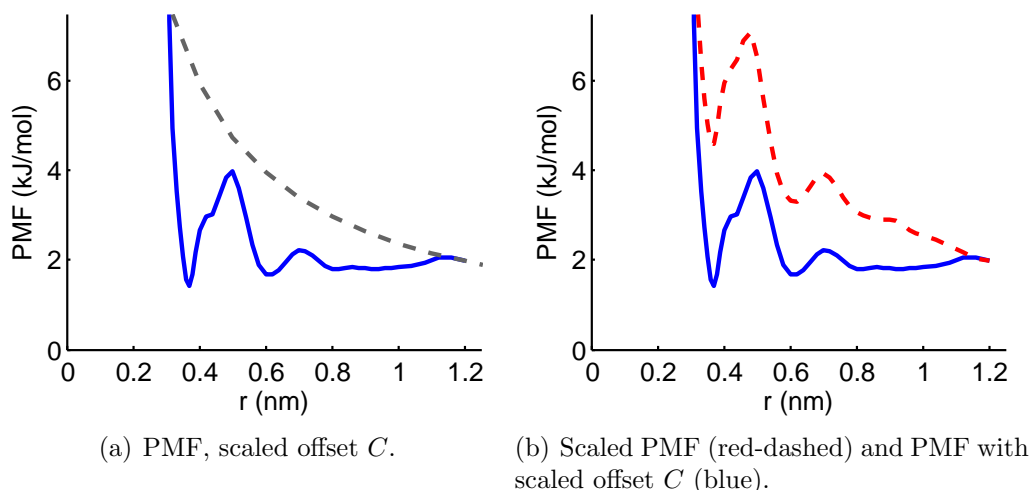 6
4
2
0
PMF (kJ/mol)
0 0.2 0.4 0.6 0.8 1 1.2
r (nm)
(a) PMF, scaled offset C.
6
4
2
0
PMF (kJ/mol)
0 0.2 0.4 0.6 0.8 1 1.2
r (nm)
(b) Scaled PMF (red-dashed) and PMF with
scaled offset C (blue).